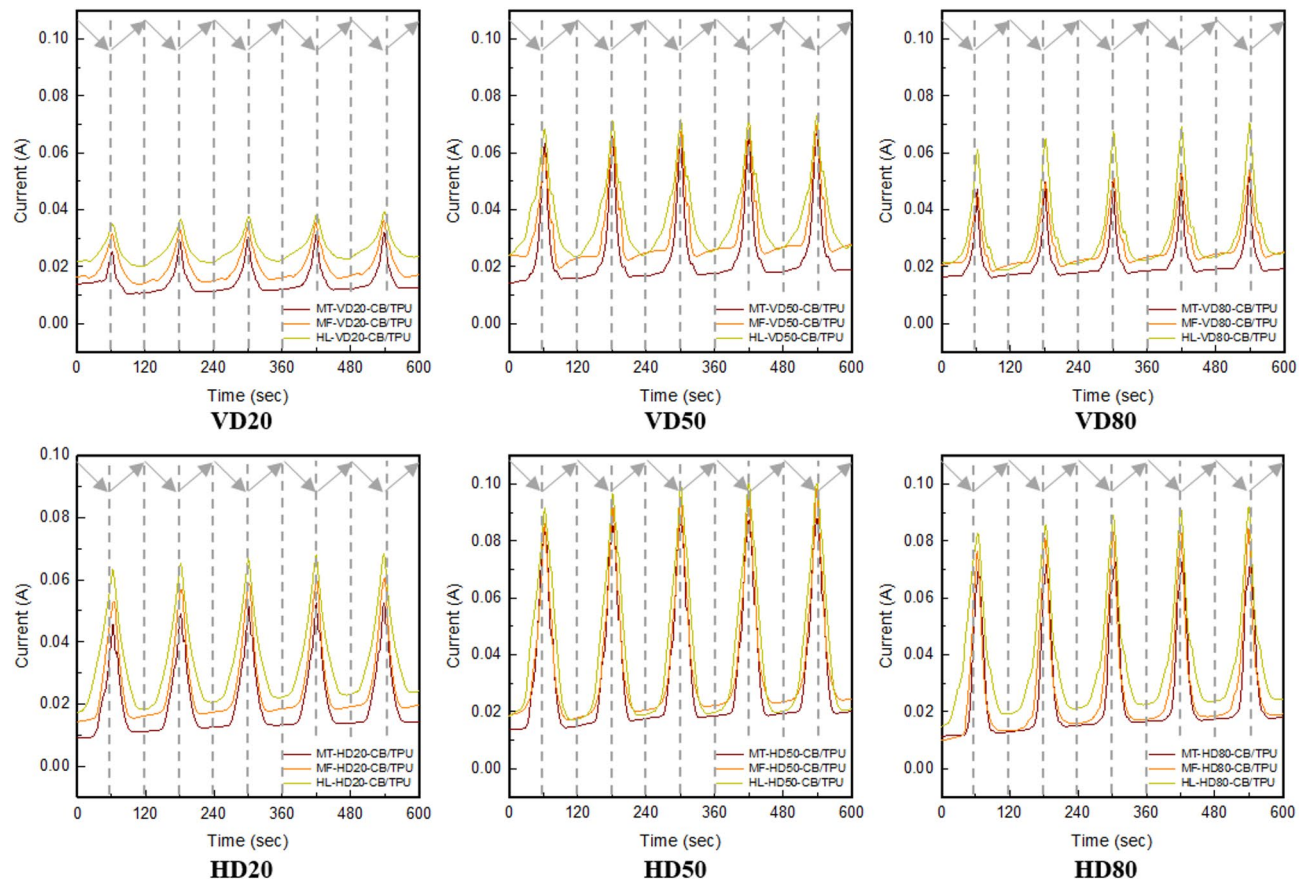 0.10
0.08
0.06
0.04
0.02
0.00
Current (A)
MT-VD20-CB/TPU
MF-VD20-CB/TPU
HL-VD20-CB/TPU
0 120 240 360 480 600
Time (sec)
VD20
0.10
0.08
0.06
0.04
0.02
0.00
Current (A)
MT-VD50-CB/TPU
MF-VD50-CB/TPU
HL-VD50-CB/TPU
0 120 240 360 480 600
Time (sec)
VD50
0.10
0.08
0.06
0.04
0.02
0.00
Current (A)
MT-VD80-CB/TPU
MF-VD80-CB/TPU
HL-VD80-CB/TPU
0 120 240 360 480 600
Time (sec)
VD80
0.10
0.08
0.06
0.04
0.02
0.00
Current (A)
MT-HD20-CB/TPU
MF-HD20-CB/TPU
HL-HD20-CB/TPU
0 120 240 360 480 600
Time (sec)
HD20
0.10
0.08
0.06
0.04
0.02
0.00
Current (A)
MT-HD50-CB/TPU
MF-HD50-CB/TPU
HL-HD50-CB/TPU
0 120 240 360 480 600
Time (sec)
HD50
0.10
0.08
0.06
0.04
0.02
0.00
Current (A)
MT-HD80-CB/TPU
MF-HD80-CB/TPU
HL-HD80-CB/TPU
0 120 240 360 480 600
Time (sec)
HD80